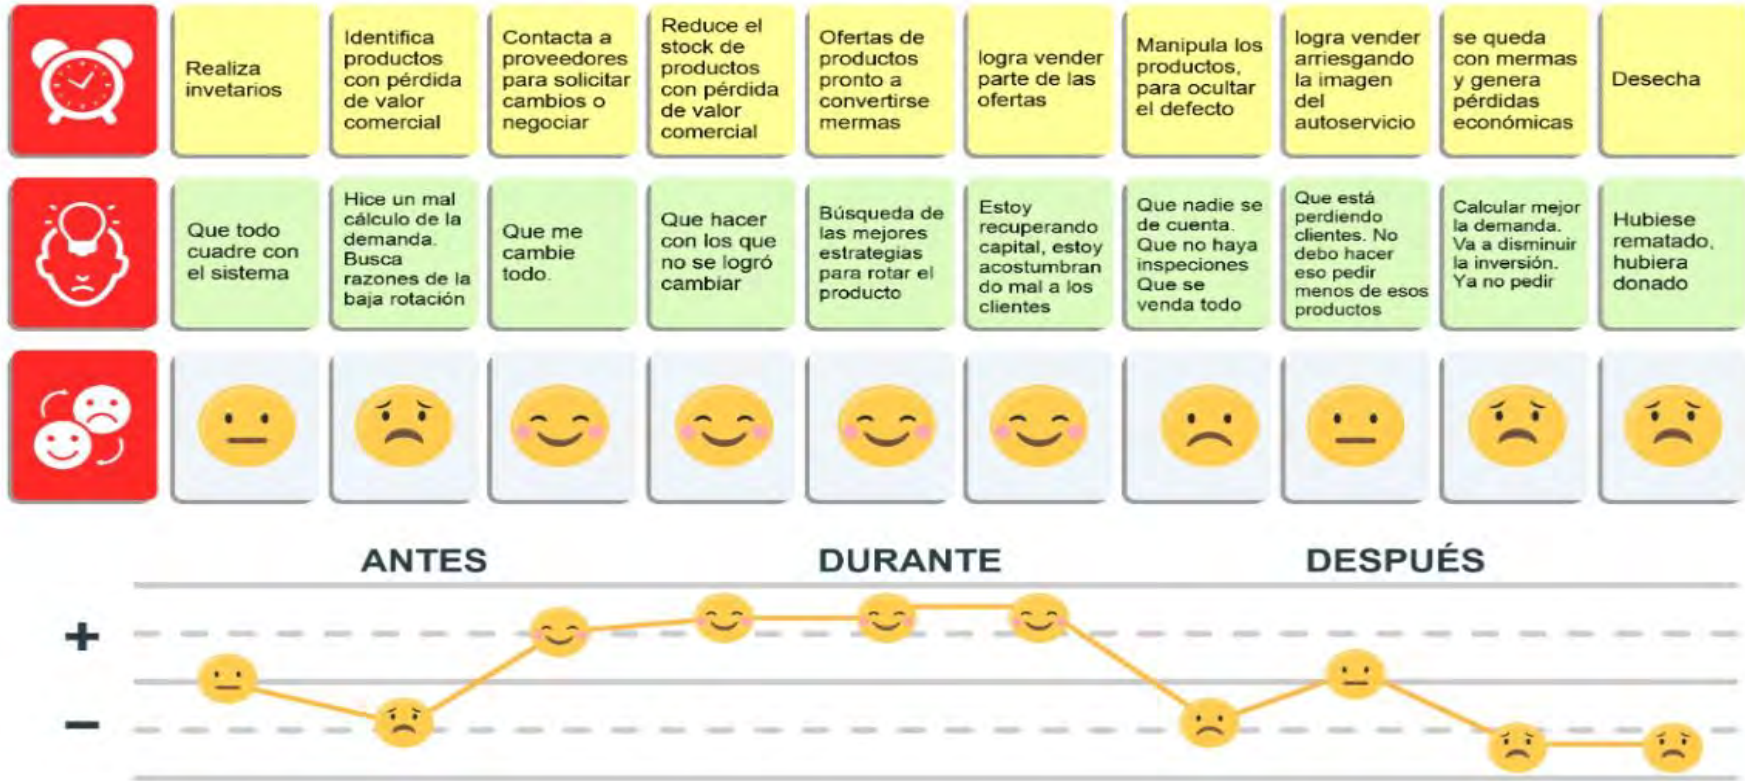 Realiza
invetarios
Identifica
productos
con pérdida
de valor
comercial
Contacta a
proveedores
para solicitar
cambios o
negociar
Reduce el
stock de
productos
con pérdida
de valor
comercial
Ofertas de
productos
pronto a
convertirse
mermas
logra vender
parte de las
ofertas
Manipula los
productos,
para ocultar
el defecto
logra vender
arriesgando
la imagen
del
autoservicio
se queda
con mermas
y genera
pérdidas
económicas
Desecha
Que todo
cuadre con
el sistema
Hice un mal
cálculo de la
demanda.
Busca
razones de la
baja rotación
Que me
cambie
todo.
Que hacer
con los que
no se logró
cambiar
Búsqueda de
las mejores
estrategias
para rotar el
producto
Estoy
recuperando
capital, estoy
acostumbran
do mal a los
clientes
Que nadie se
de cuenta.
Que no haya
inspeciones
Que se
venda todo
Que está
perdiendo
clientes. No
debo hacer
eso pedir
menos de esos
productos
Calcular mejor
la demanda.
Va a disminuir
la inversión.
Ya no pedir
Hubiese
rematado,
hubiera
donado
ANTES
DURANTE
DESPUÉS
+
−